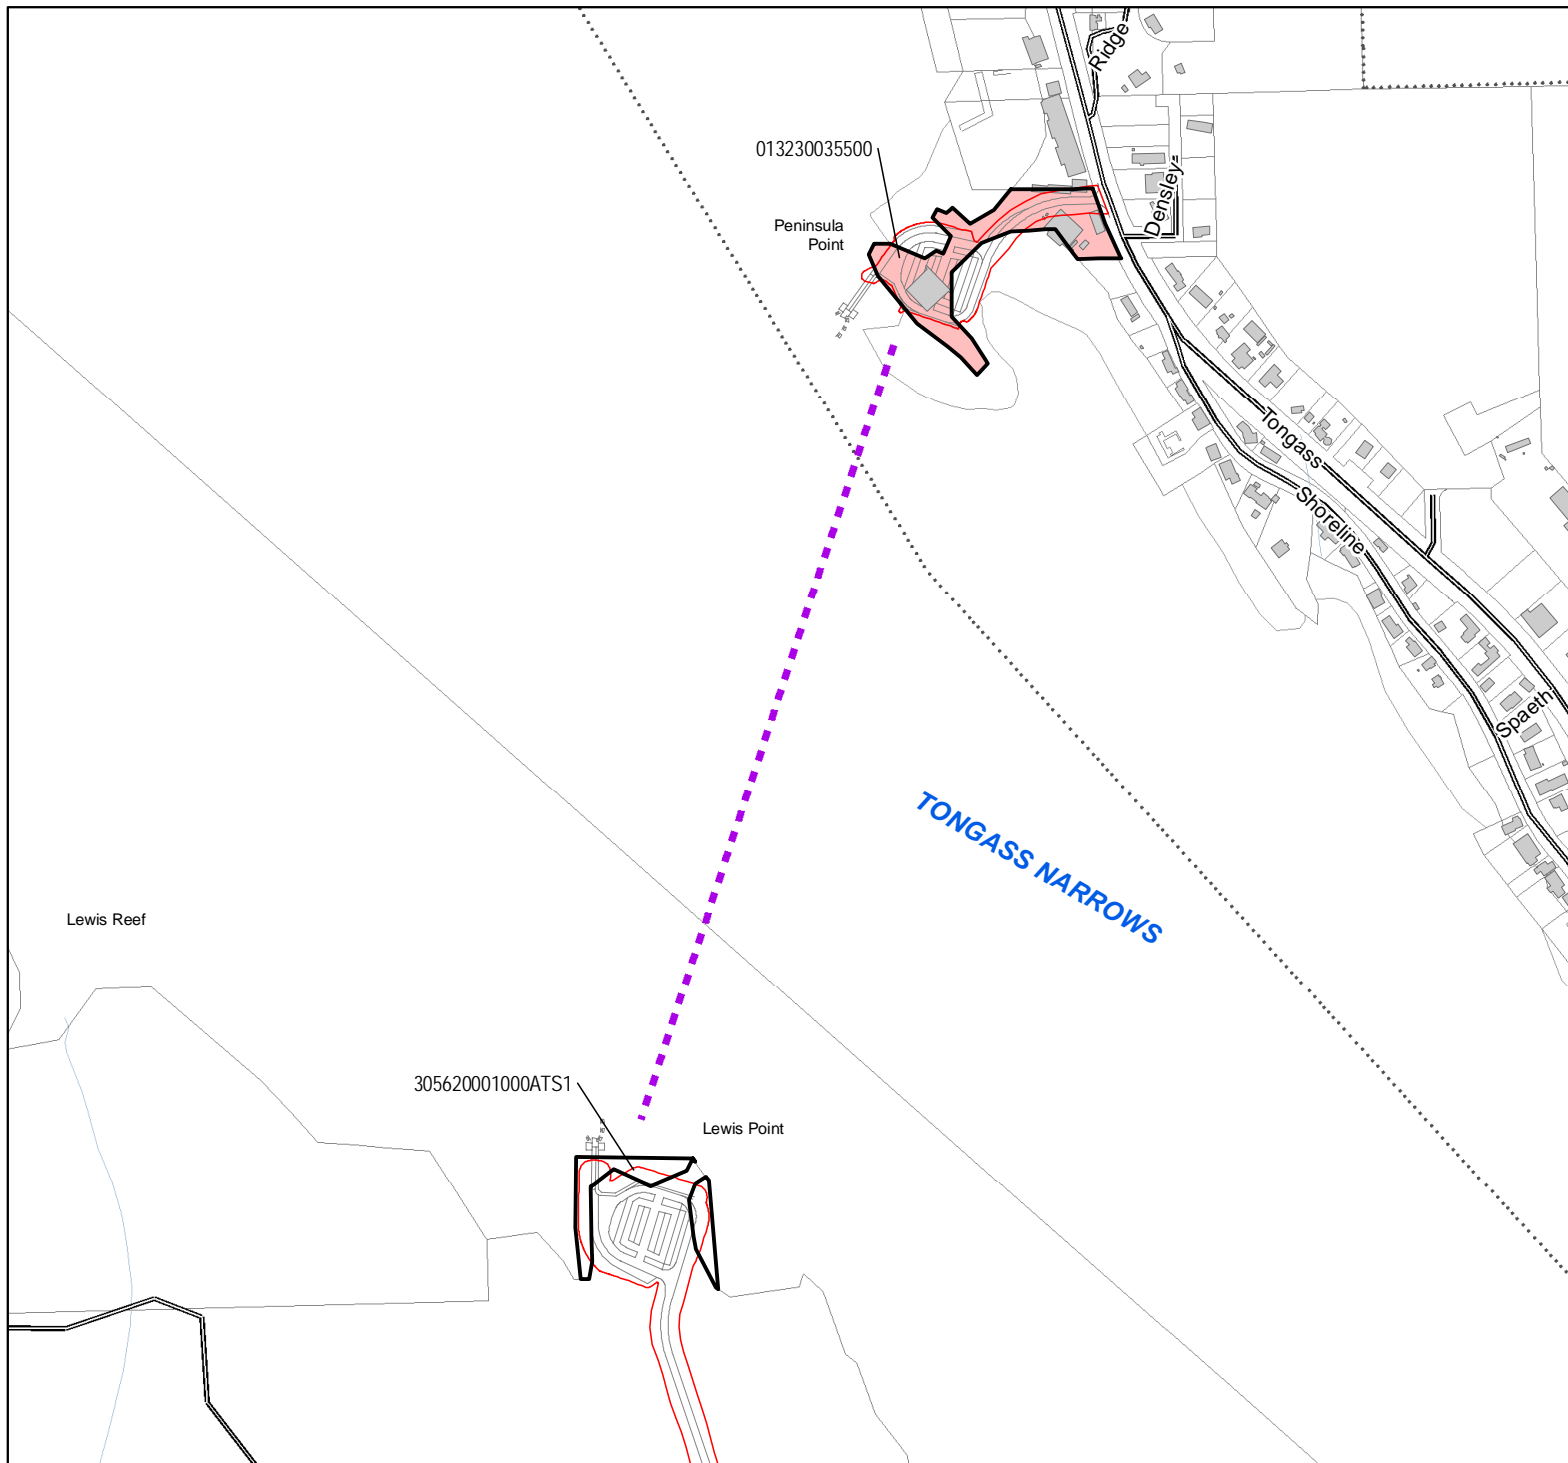 Ridge
013230035500
Densley
Peninsula
Point
Tongass
Shoreline
Spaeth
TONGASS NARROWS
Lewis Reef
305620001000ATS1
Lewis Point